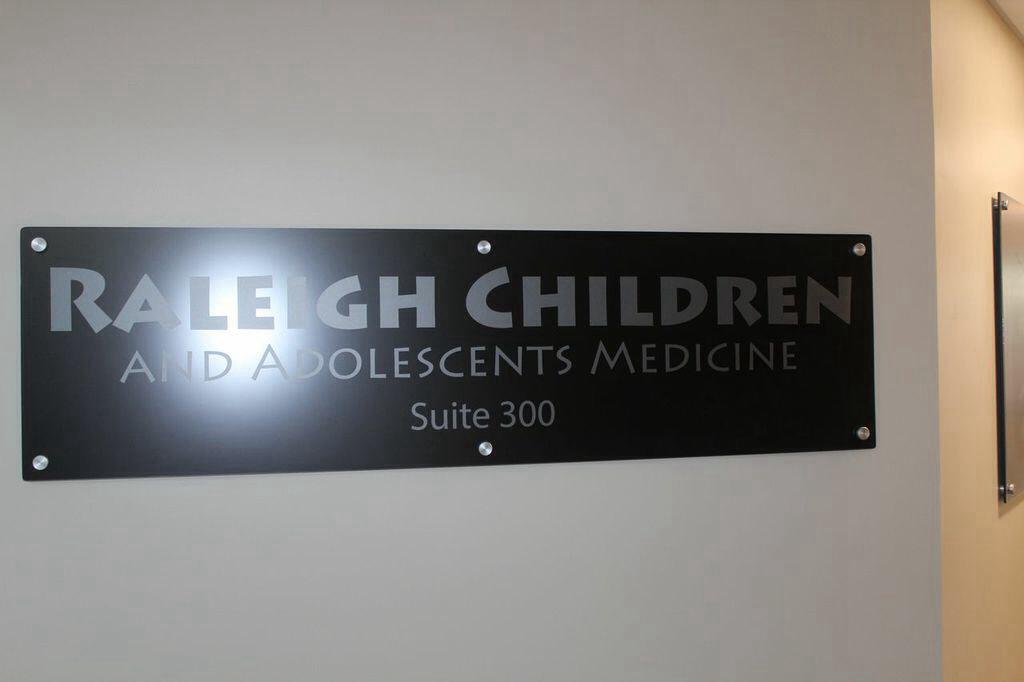 Raleigh Children
and Adolescents Medicine
Suite 300